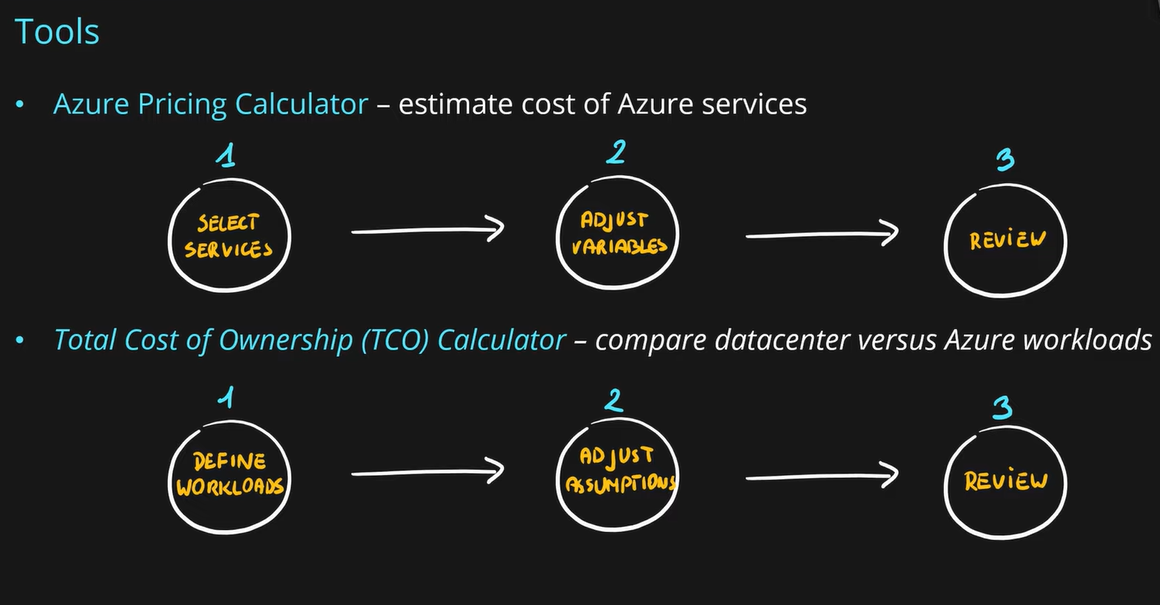 Tools
• Azure Pricing Calculator – estimate cost of Azure services
1 2 3
SELECT SERVICES
ADJUST VARIABLES
REVIEW
• Total Cost of Ownership (TCO) Calculator – compare datacenter versus Azure workloads
1 2 3
DEFINE WORKLOADS
ADJUST ASSUMPTIONS
REVIEW